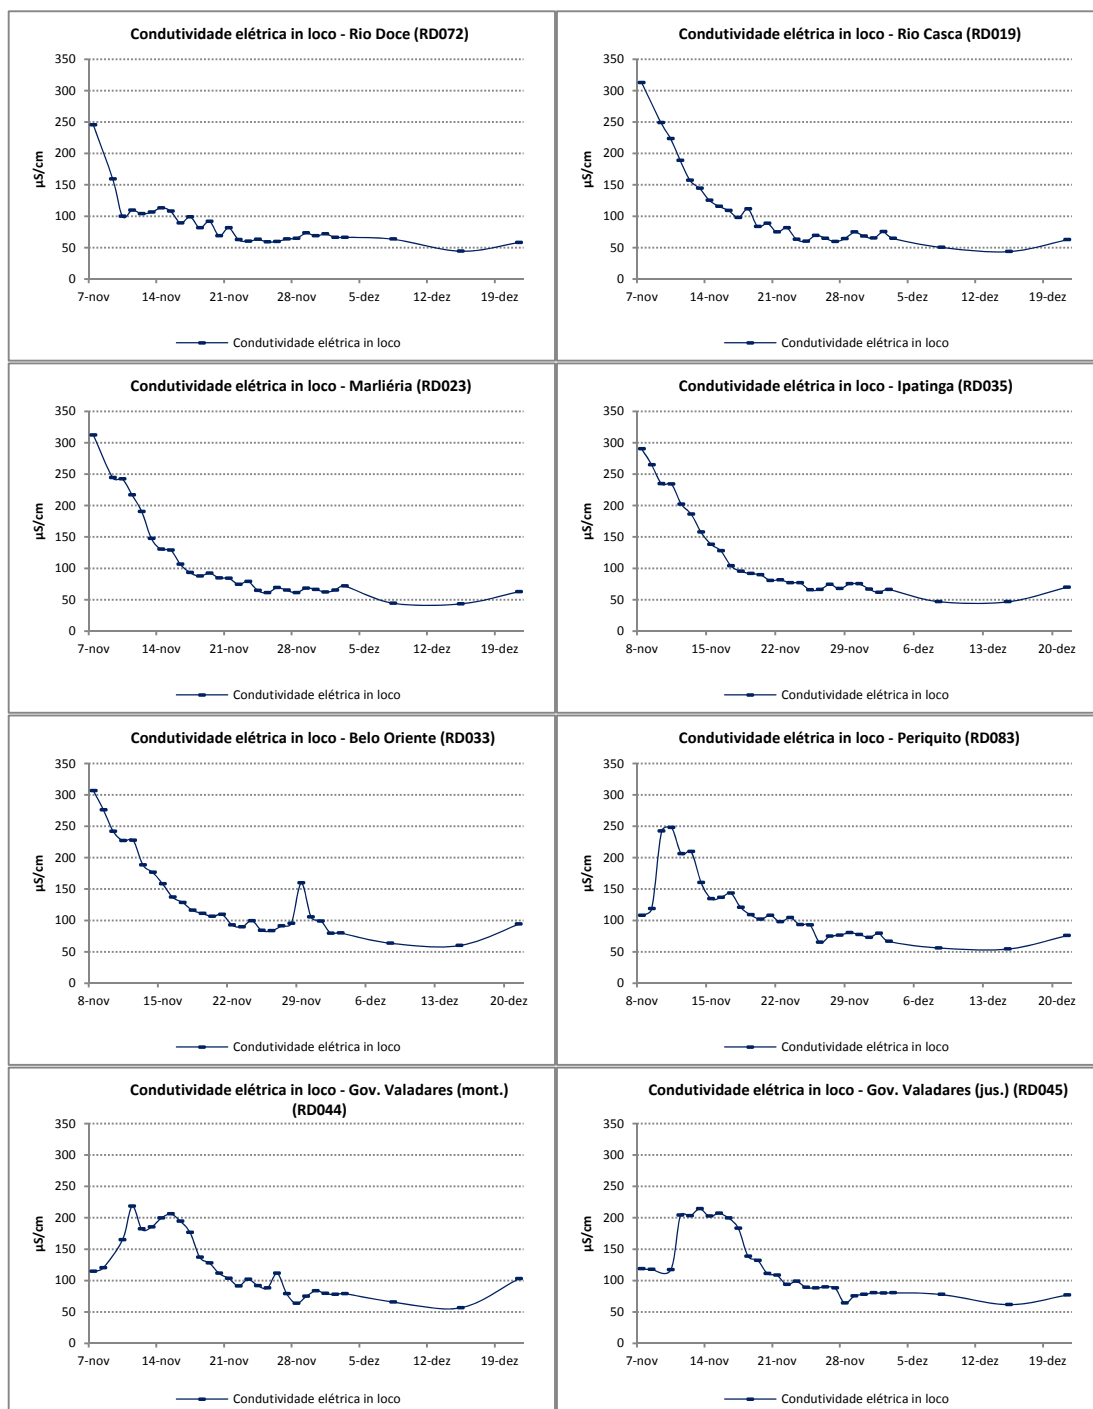 Condutividade elétrica in loco - Rio Doce (RD072)
350
300
250
200
150
100
50
0
µS/cm
7-nov 14-nov 21-nov 28-nov 5-dez 12-dez 19-dez
Condutividade elétrica in loco
Condutividade elétrica in loco - Rio Casca (RD019)
350
300
250
200
150
100
50
0
µS/cm
7-nov 14-nov 21-nov 28-nov 5-dez 12-dez 19-dez
Condutividade elétrica in loco
Condutividade elétrica in loco - Marliéria (RD023)
350
300
250
200
150
100
50
0
µS/cm
7-nov 14-nov 21-nov 28-nov 5-dez 12-dez 19-dez
Condutividade elétrica in loco
Condutividade elétrica in loco - Ipatinga (RD035)
350
300
250
200
150
100
50
0
µS/cm
8-nov 15-nov 22-nov 29-nov 6-dez 13-dez 20-dez
Condutividade elétrica in loco
Condutividade elétrica in loco - Belo Oriente (RD033)
350
300
250
200
150
100
50
0
µS/cm
8-nov 15-nov 22-nov 29-nov 6-dez 13-dez 20-dez
Condutividade elétrica in loco
Condutividade elétrica in loco - Periquito (RD083)
350
300
250
200
150
100
50
0
µS/cm
8-nov 15-nov 22-nov 29-nov 6-dez 13-dez 20-dez
Condutividade elétrica in loco
Condutividade elétrica in loco - Gov. Valadares (mont.)
(RD044)
350
300
250
200
150
100
50
0
µS/cm
7-nov 14-nov 21-nov 28-nov 5-dez 12-dez 19-dez
Condutividade elétrica in loco
Condutividade elétrica in loco - Gov. Valadares (jus.) (RD045)
350
300
250
200
150
100
50
0
µS/cm
7-nov 14-nov 21-nov 28-nov 5-dez 12-dez 19-dez
Condutividade elétrica in loco